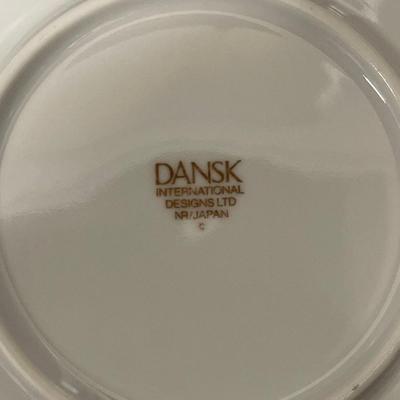 DANSK
INTERNATIONAL
DESIGNS LTD
NR/JAPAN
c